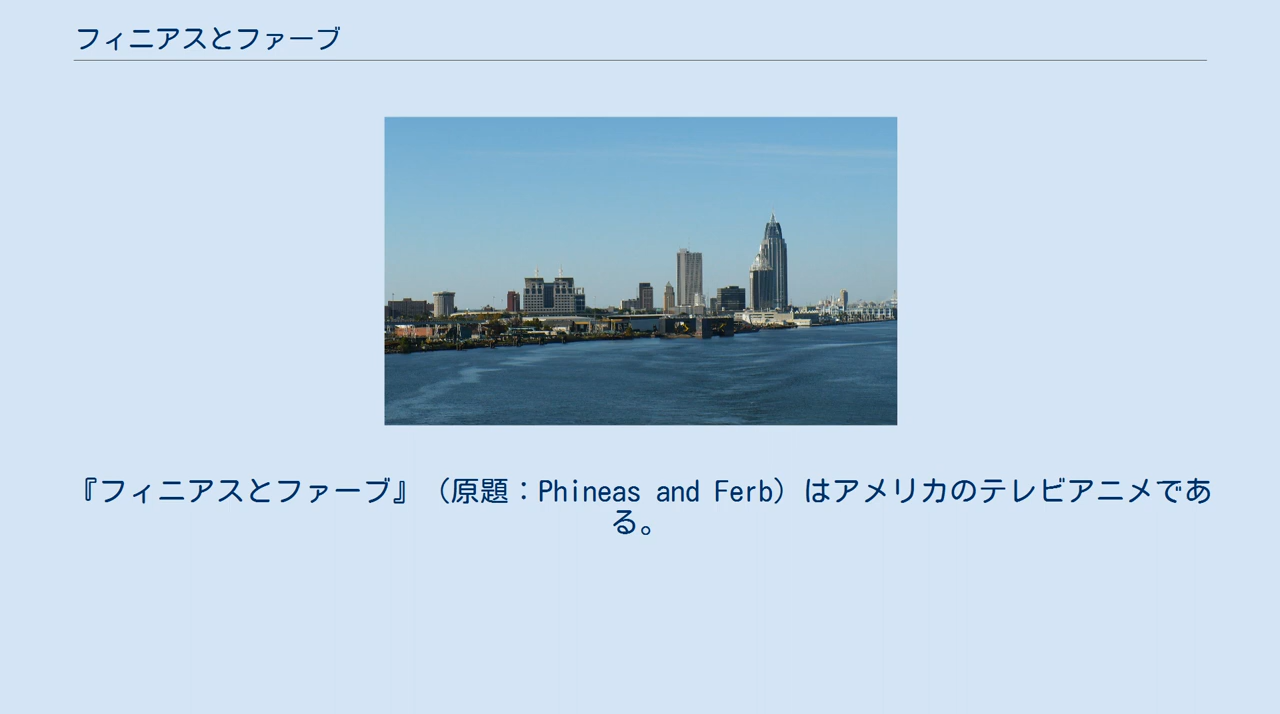 フィニアスとファーブ
『フィニアスとファーブ』（原題：Phineas and Ferb）はアメリカのテレビアニメであ
る。